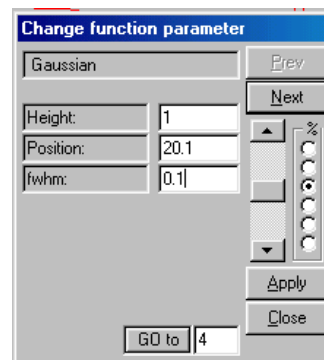 Change function parameter
Gaussian
Prev
Next
Height: 1
%
Position: 20.1
fwhm: 0.1
Apply
Close
GO to 4